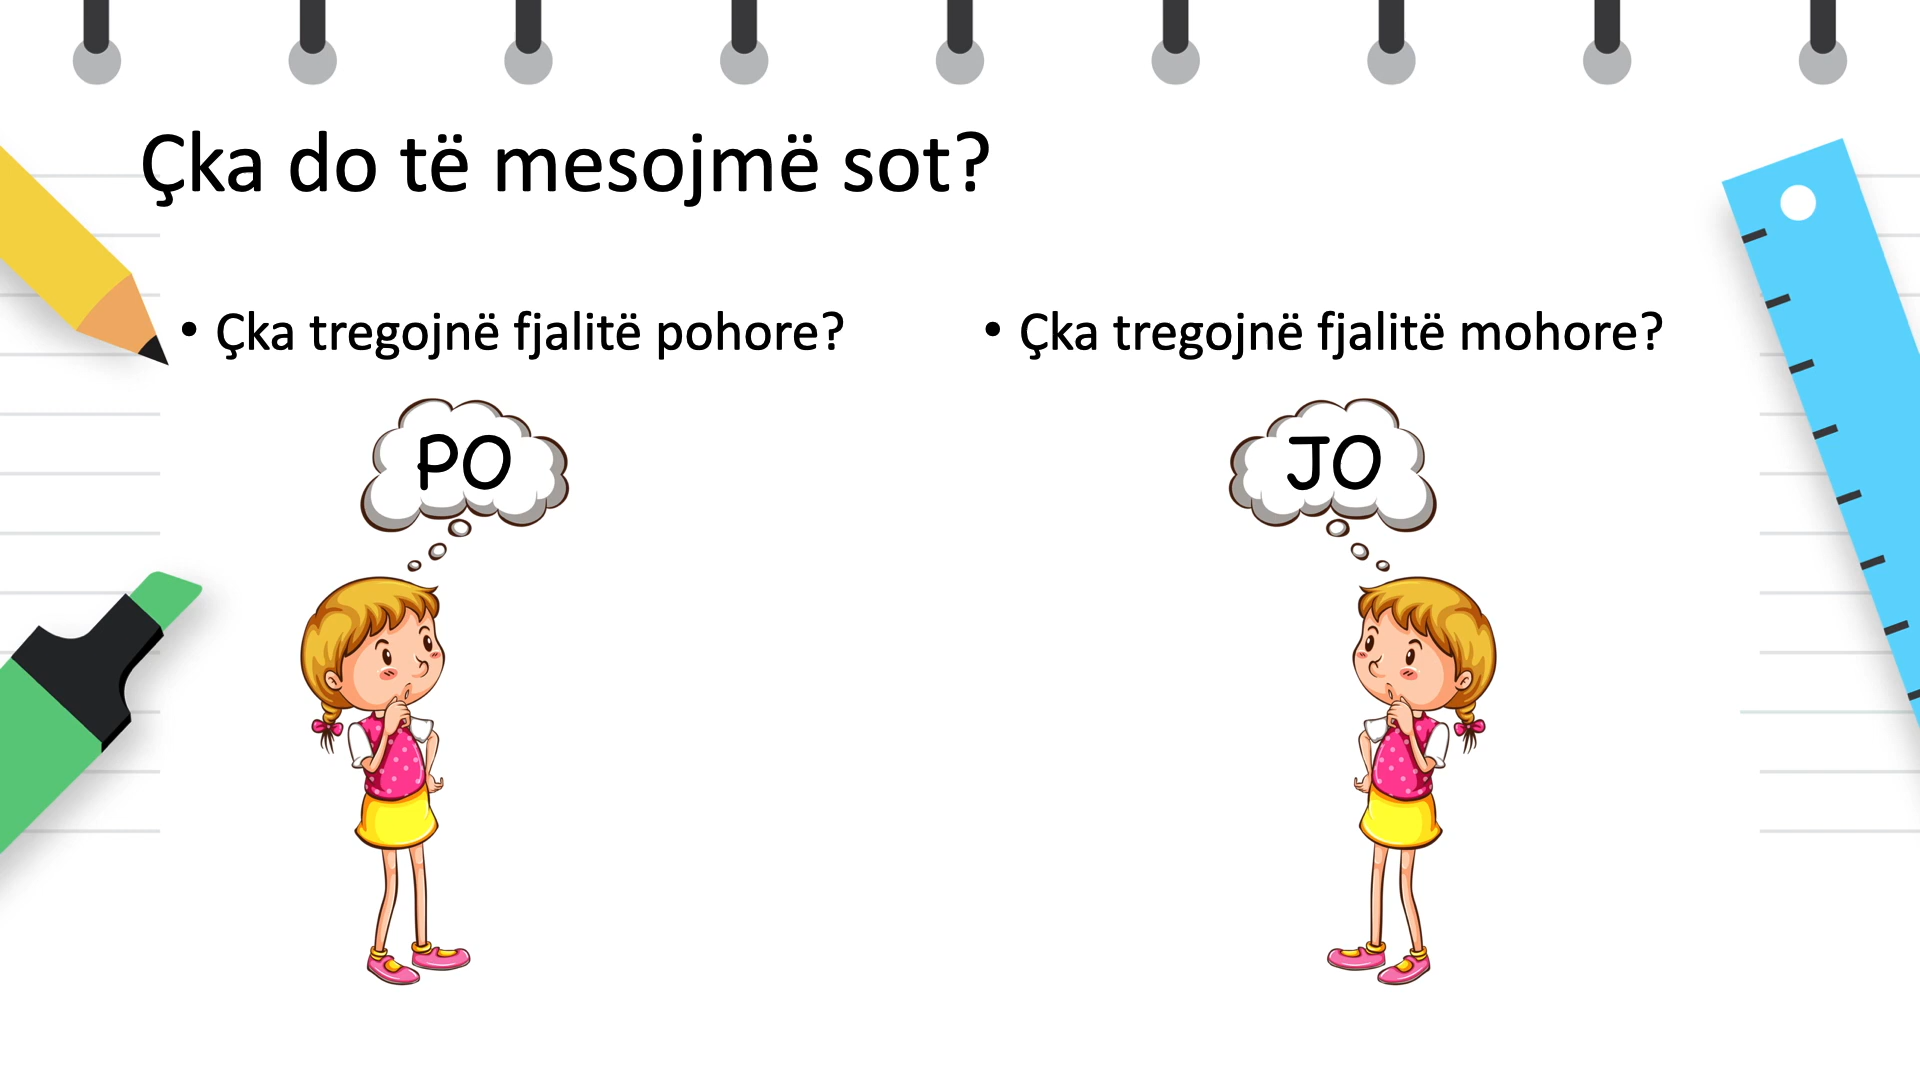 Çka do të mesojmë sot?
• Çka tregojnë fjalitë pohore?
• Çka tregojnë fjalitë mohore?
PO
JO